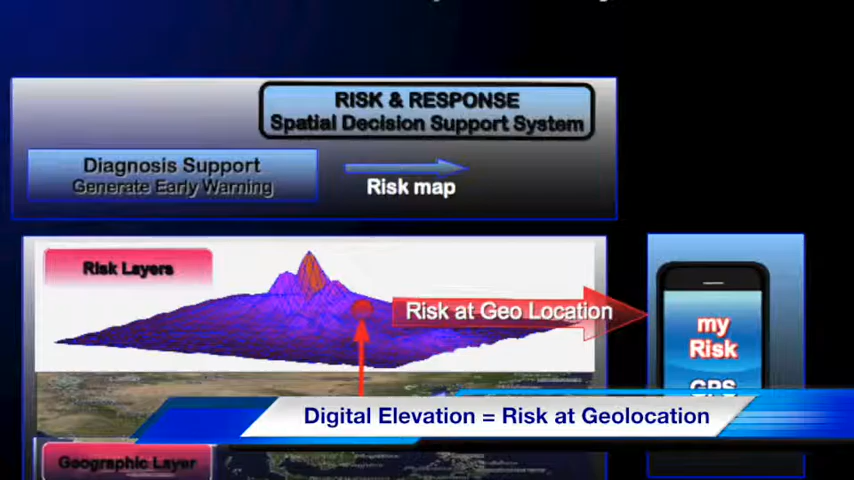 RISK & RESPONSE
Spatial Decision Support System
Diagnosis Support
Generate Early Warning
Risk map
Risk Layers
Risk at Geo Location
my
Risk
GPS
Digital Elevation = Risk at Geolocation
Geographic Layer